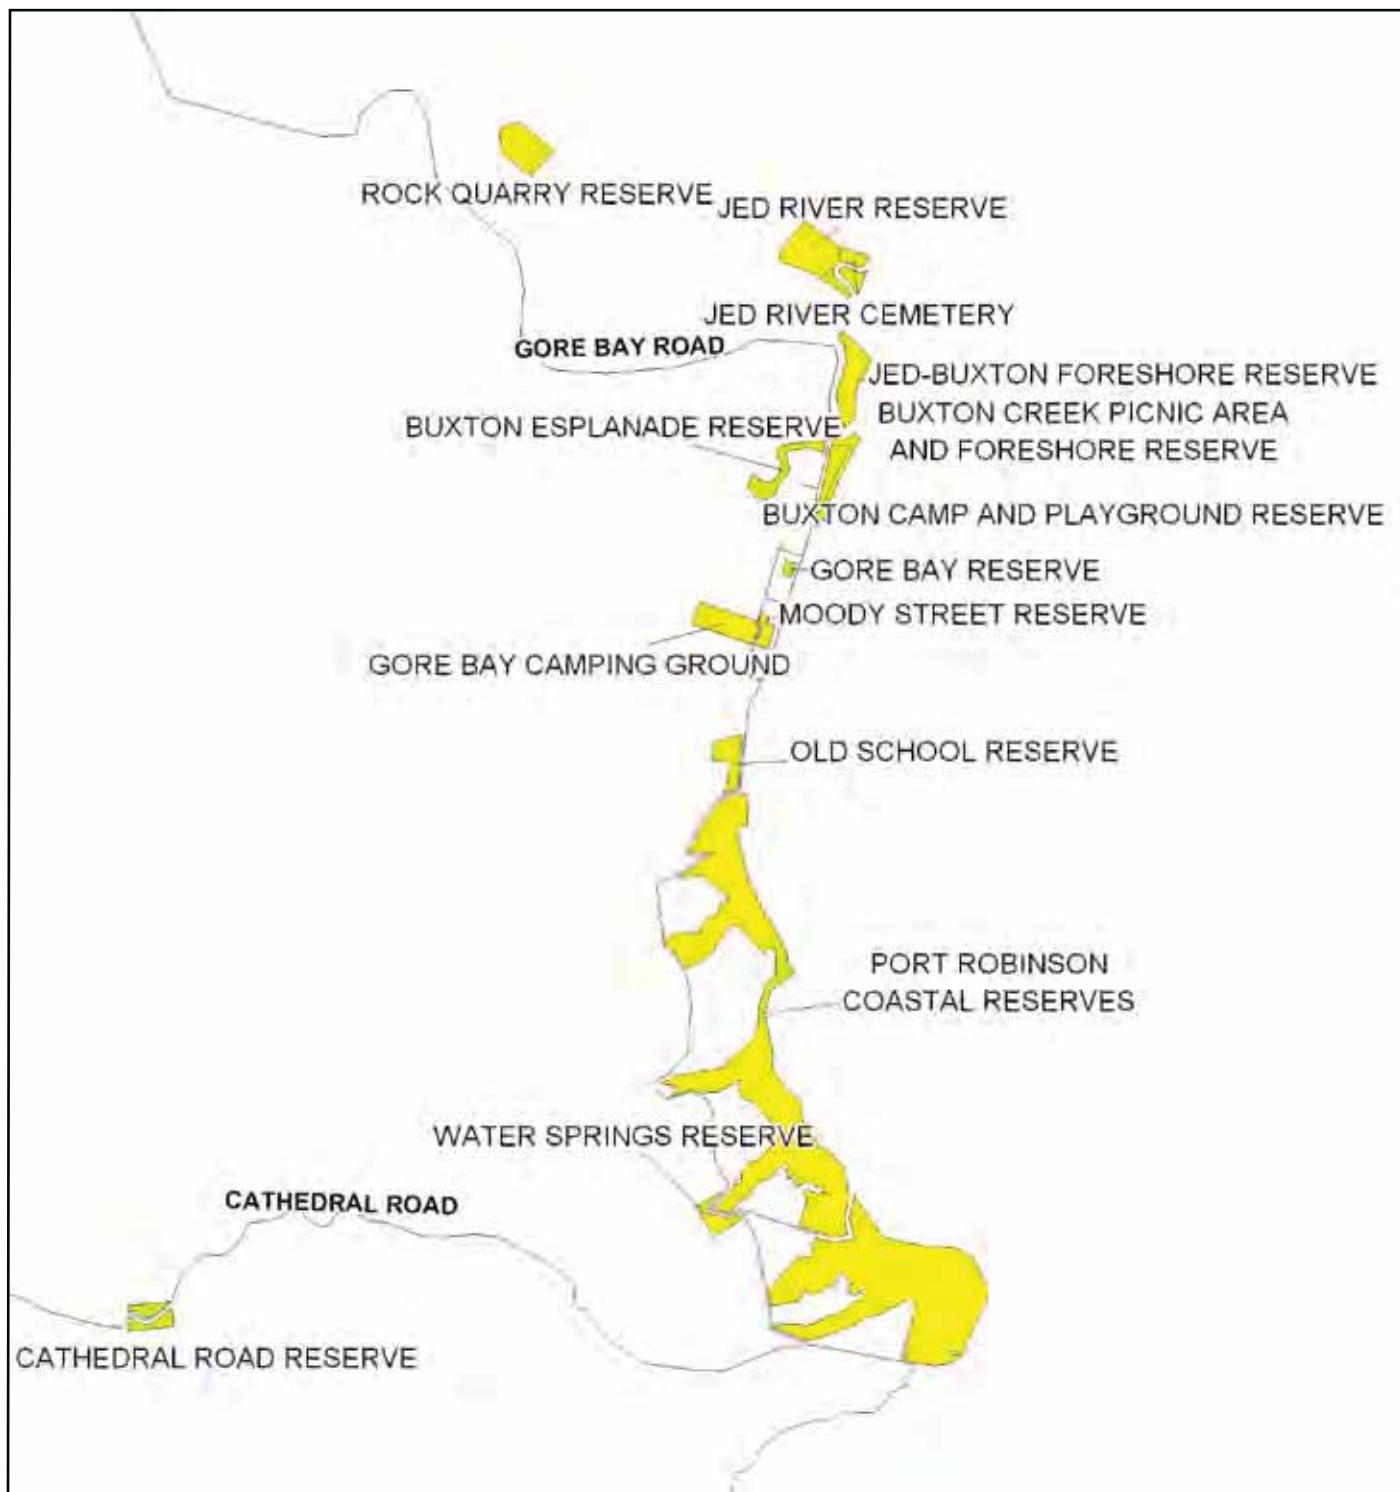 ROCK QUARRY RESERVE
JED RIVER RESERVE
JED RIVER CEMETERY
GORE BAY ROAD
JED-BUXTON FORESHORE RESERVE
BUXTON CREEK PICNIC AREA
AND FORESHORE RESERVE
BUXTON ESPLANADE RESERVE
BUXTON CAMP AND PLAYGROUND RESERVE
GORE BAY RESERVE
MOODY STREET RESERVE
GORE BAY CAMPING GROUND
OLD SCHOOL RESERVE
PORT ROBINSON
COASTAL RESERVES
WATER SPRINGS RESERVE
CATHEDRAL ROAD
CATHEDRAL ROAD RESERVE